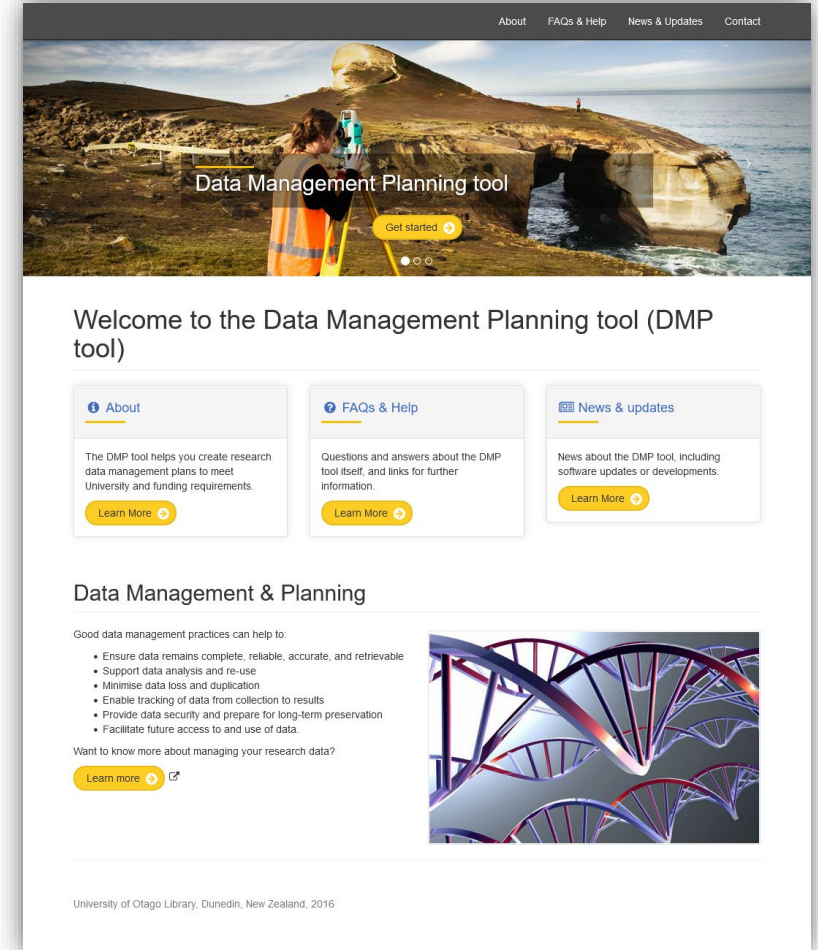 About FAQs & Help News & Updates Contact
Data Management Planning tool
Get started
Welcome to the Data Management Planning tool (DMP
tool)
About
The DMP tool helps you create research
data management plans to meet
University and funding requirements.
Learn More
FAQs & Help
Questions and answers about the DMP
tool itself, and links for further
information.
Learn More
News & updates
News about the DMP tool, including
software updates or developments.
Learn More
Data Management & Planning
Good data management practices can help to:
• Ensure data remains complete, reliable, accurate, and retrievable
• Support data analysis and re-use
• Minimise data loss and duplication
• Enable tracking of data from collection to results
• Provide data security and prepare for long-term preservation
• Facilitate future access to and use of data.
Want to know more about managing your research data?
Learn more
University of Otago Library, Dunedin, New Zealand, 2016